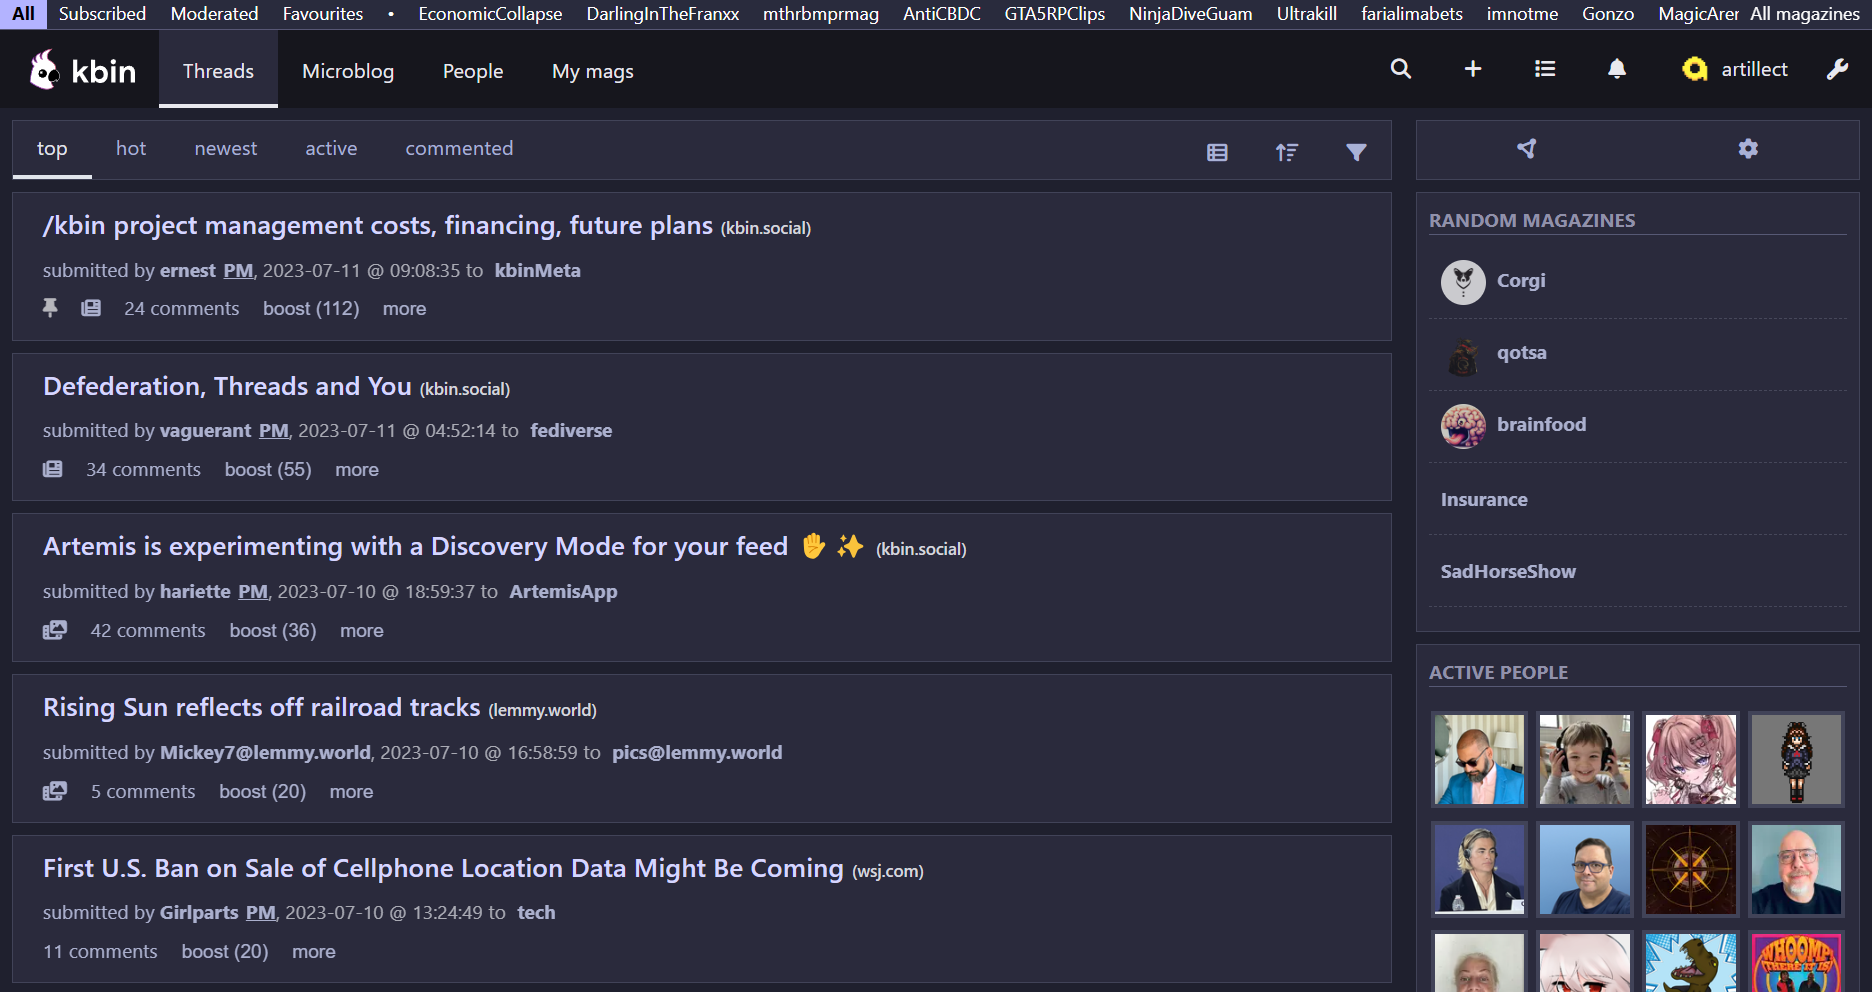 All Subscribed Moderated Favourites • EconomicCollapse DarlingInTheFranxx mthrbmprmag AntiCBDC GTA5RPClips NinjaDiveGuam Ultrakill farialimabets imnotme Gonzo MagicArer All magazines
kbin Threads Microblog People My mags artillect
top hot newest active commented
/kbin project management costs, financing, future plans (kbin.social)
submitted by ernest PM, 2023-07-11 @ 09:08:35 to kbinMeta
24 comments boost (112) more
Defederation, Threads and You (kbin.social)
submitted by vaguerant PM, 2023-07-11 @ 04:52:14 to fediverse
34 comments boost (55) more
Artemis is experimenting with a Discovery Mode for your feed ✋ ✨ (kbin.social)
submitted by hariette PM, 2023-07-10 @ 18:59:37 to ArtemisApp
42 comments boost (36) more
Rising Sun reflects off railroad tracks (lemmy.world)
submitted by Mickey7@lemmy.world, 2023-07-10 @ 16:58:59 to pics@lemmy.world
5 comments boost (20) more
First U.S. Ban on Sale of Cellphone Location Data Might Be Coming (wsj.com)
submitted by Girlparts PM, 2023-07-10 @ 13:24:49 to tech
11 comments boost (20) more
RANDOM MAGAZINES
Corgi
qotsa
brainfood
Insurance
SadHorseShow
ACTIVE PEOPLE
WHOOMP!
THERE IT IS!